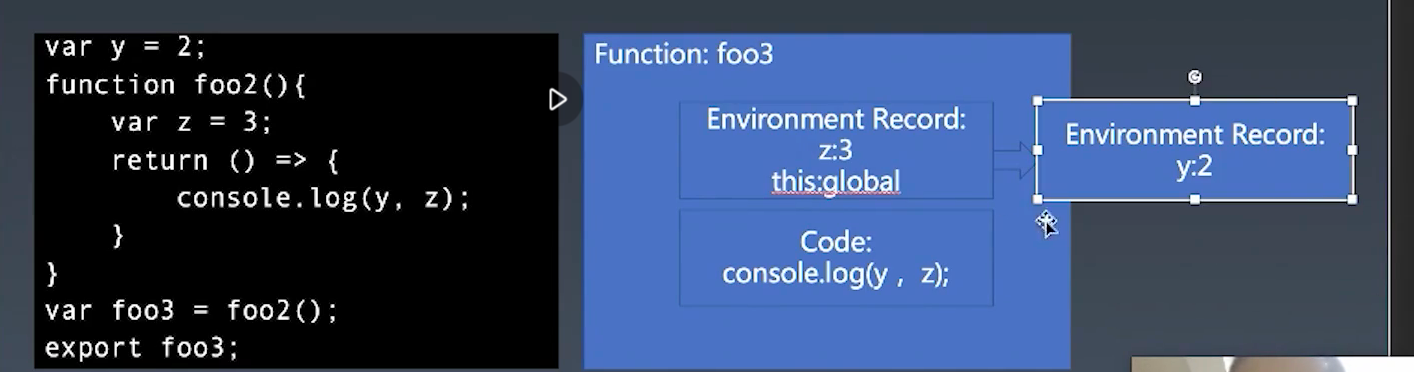 var y = 2;
function foo2(){
    var z = 3;
    return () => {
        console.log(y, z);
    }
}
var foo3 = foo2();
export foo3;
Function: foo3
Environment Record:
z:3
this:global
Code:
console.log(y , z);
Environment Record:
y:2